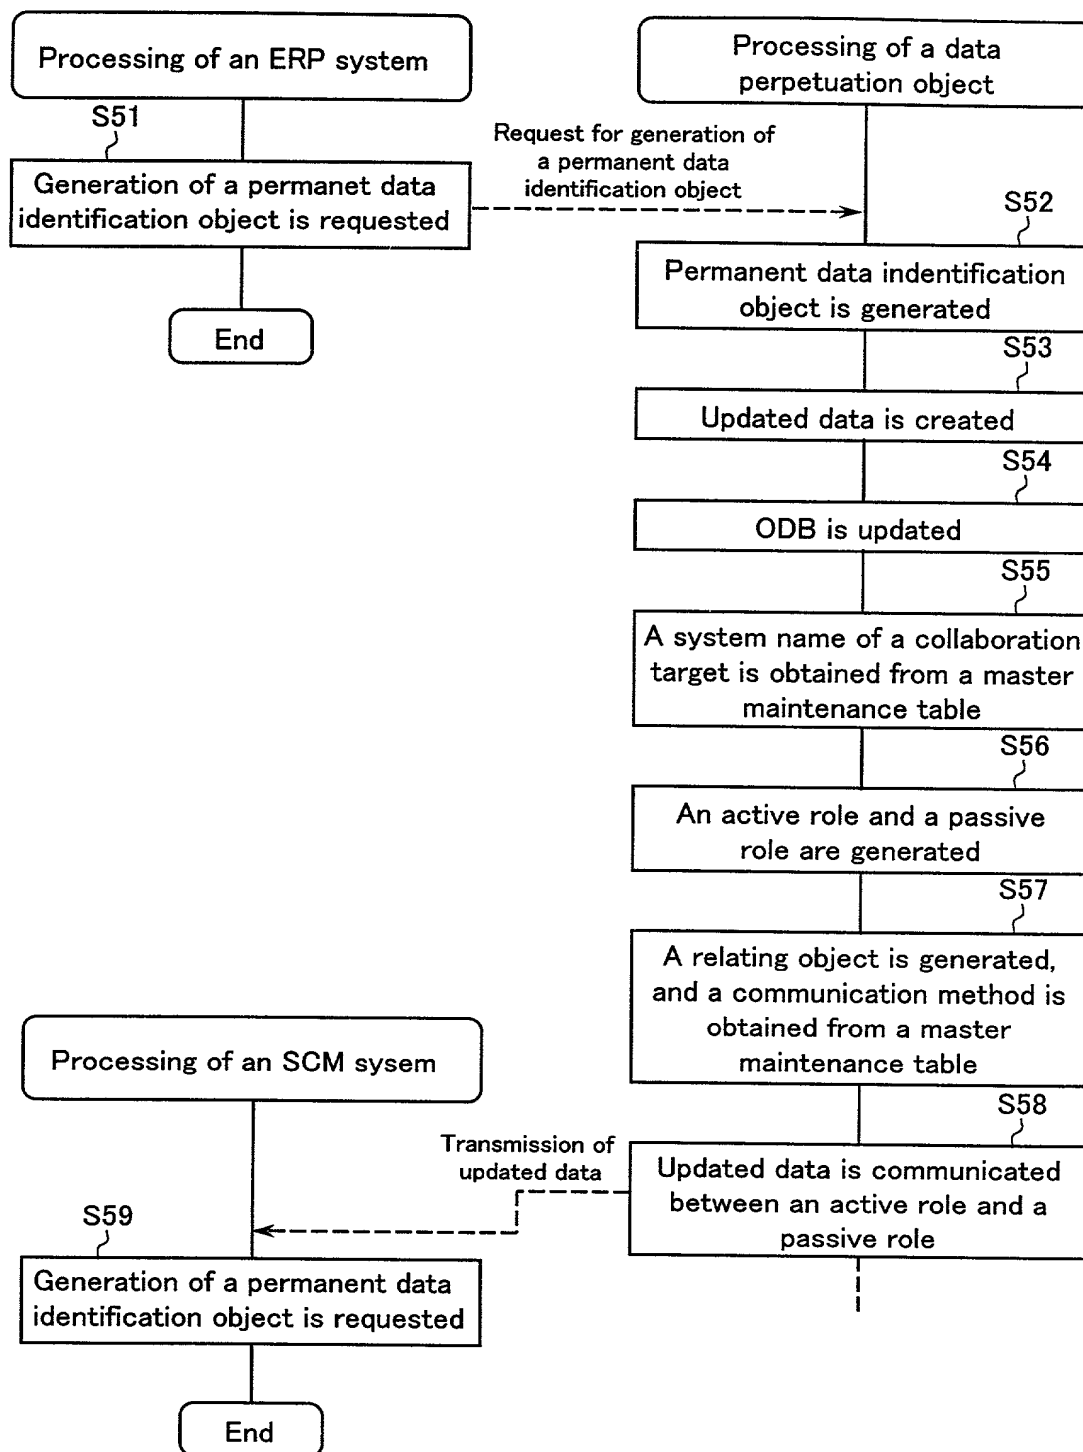 Processing of an ERP system
S51
Generation of a permanet data
identification object is requested
End
Request for generation of
a permanent data
identification object
Processing of a data
perpetuation object
S52
Permanent data indentification
object is generated
S53
Updated data is created
S54
ODB is updated
S55
A system name of a collaboration
target is obtained from a master
maintenance table
S56
An active role and a passive
role are generated
S57
A relating object is generated,
and a communication method is
obtained from a master
maintenance table
S58
Updated data is communicated
between an active role and a
passive role
Transmission of
updated data
Processing of an SCM sysem
S59
Generation of a permanent data
identification object is requested
End